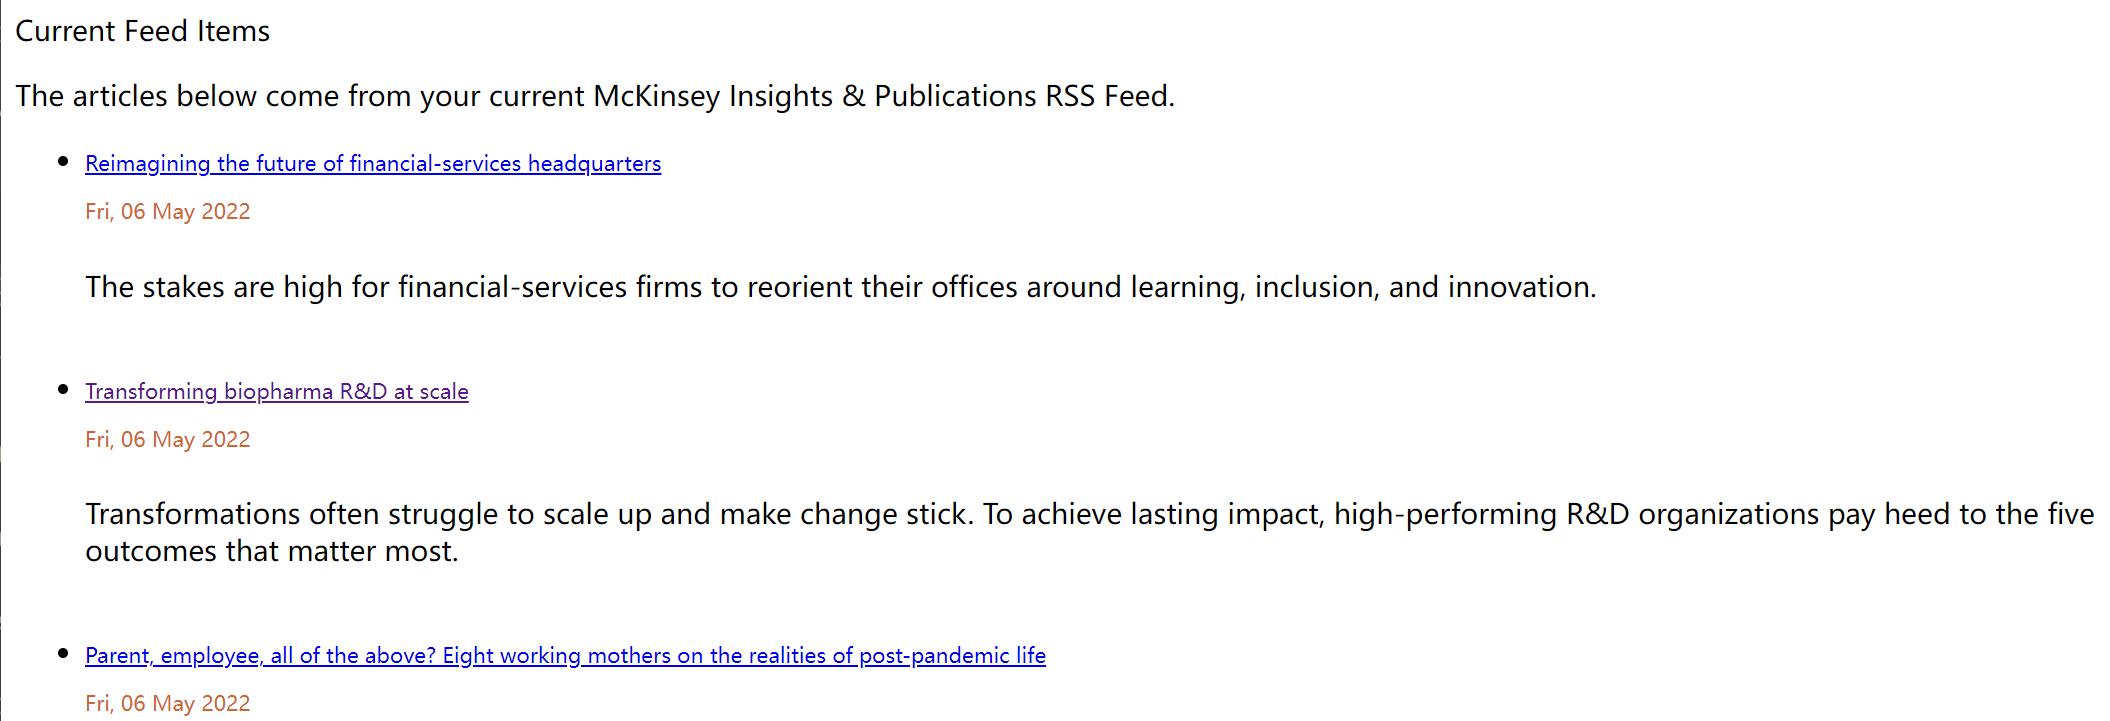 Current Feed Items
The articles below come from your current McKinsey Insights & Publications RSS Feed.
Reimagining the future of financial-services headquarters
Fri, 06 May 2022
The stakes are high for financial-services firms to reorient their offices around learning, inclusion, and innovation.
Transforming biopharma R&D at scale
Fri, 06 May 2022
Transformations often struggle to scale up and make change stick. To achieve lasting impact, high-performing R&D organizations pay heed to the five
outcomes that matter most.
Parent, employee, all of the above? Eight working mothers on the realities of post-pandemic life
Fri, 06 May 2022